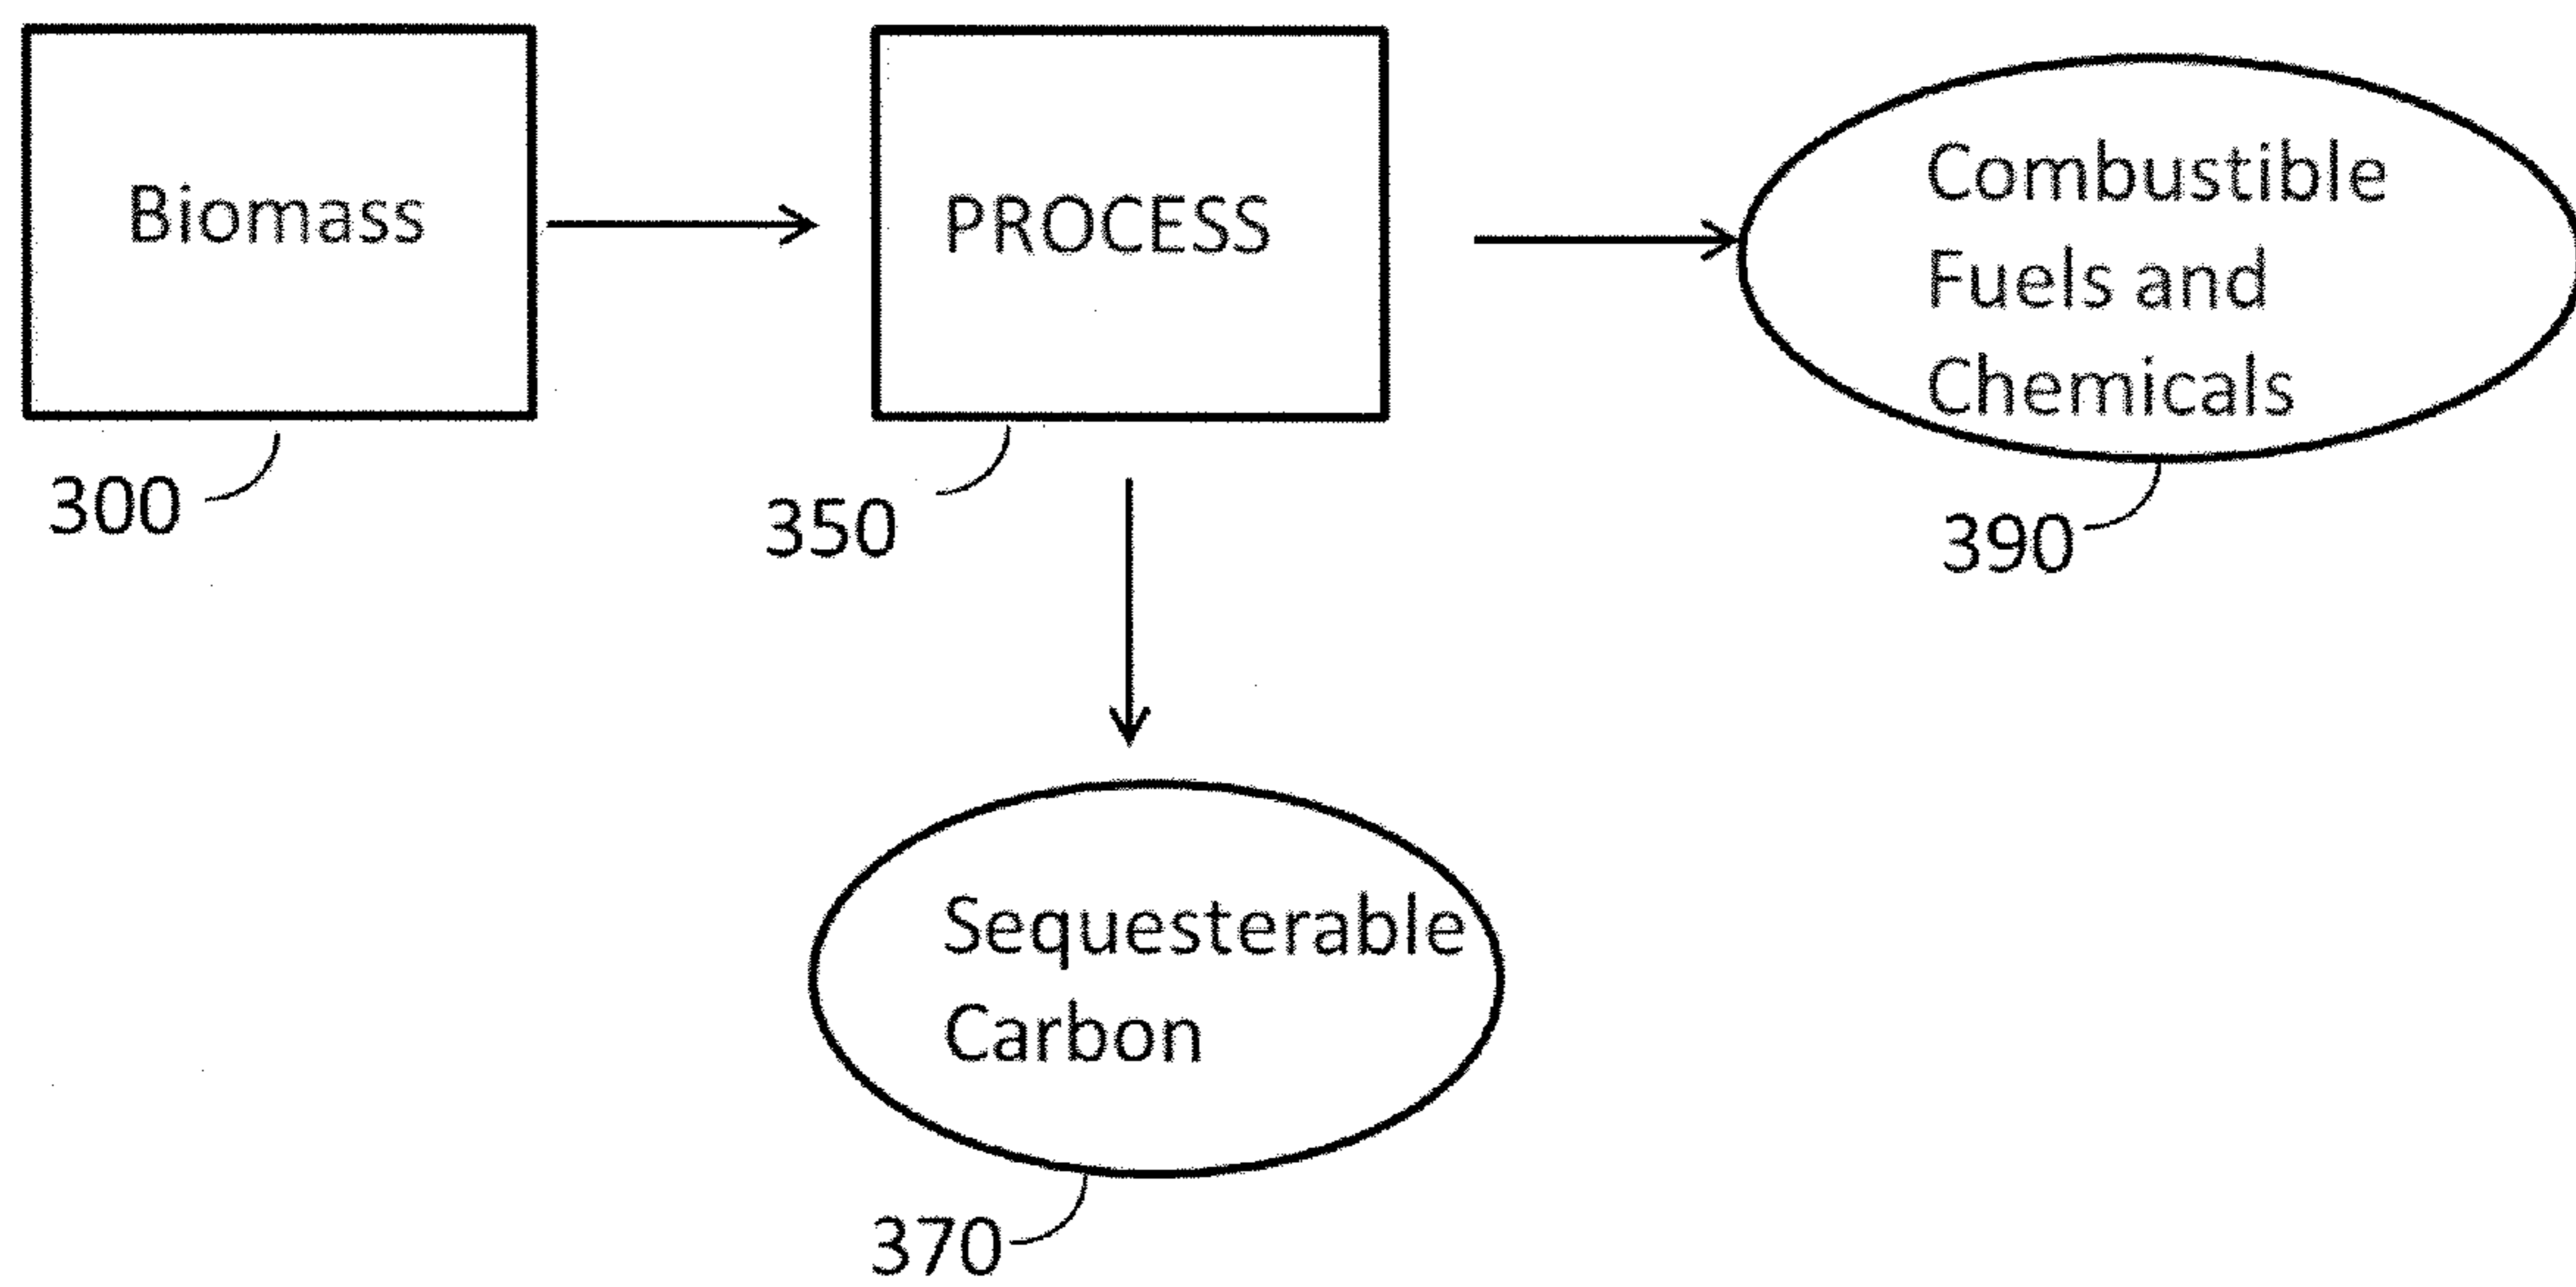 Biomass
PROCESS
Combustible
Fuels and
Chemicals
300
350
390
Sequesterable
Carbon
370